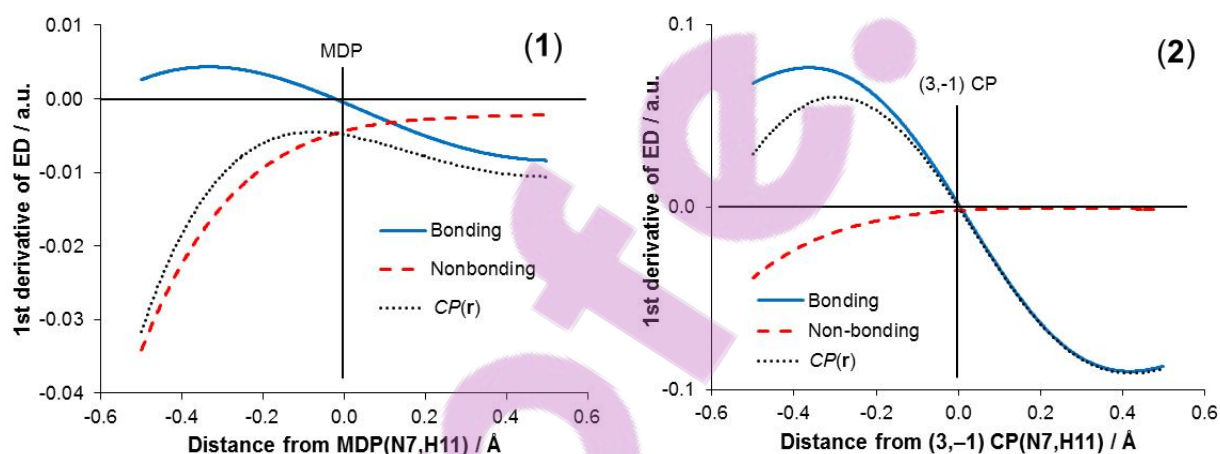 (1)
MDP
1st derivative of ED / a.u.
0.01
0.00
-0.01
-0.02
-0.03
-0.04
Bonding
Nonbonding
CP(r)
-0.6 -0.4 -0.2 0.0 0.2 0.4 0.6
Distance from MDP(N7,H11) / Å
(2)
(3,-1) CP
1st derivative of ED / a.u.
0.1
0.0
-0.1
Bonding
Non-bonding
CP(r)
-0.6 -0.4 -0.2 0.0 0.2 0.4 0.6
Distance from (3,–1) CP(N7,H11) / Å